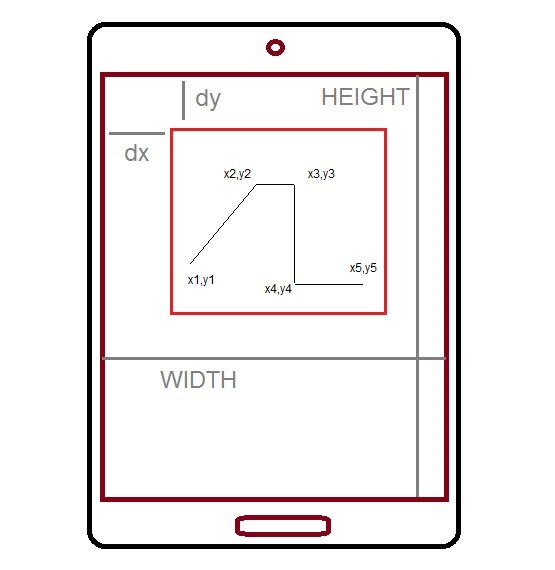 dy
HEIGHT
dx
x2,y2
x3,y3
x5,y5
x1,y1
x4,y4
WIDTH